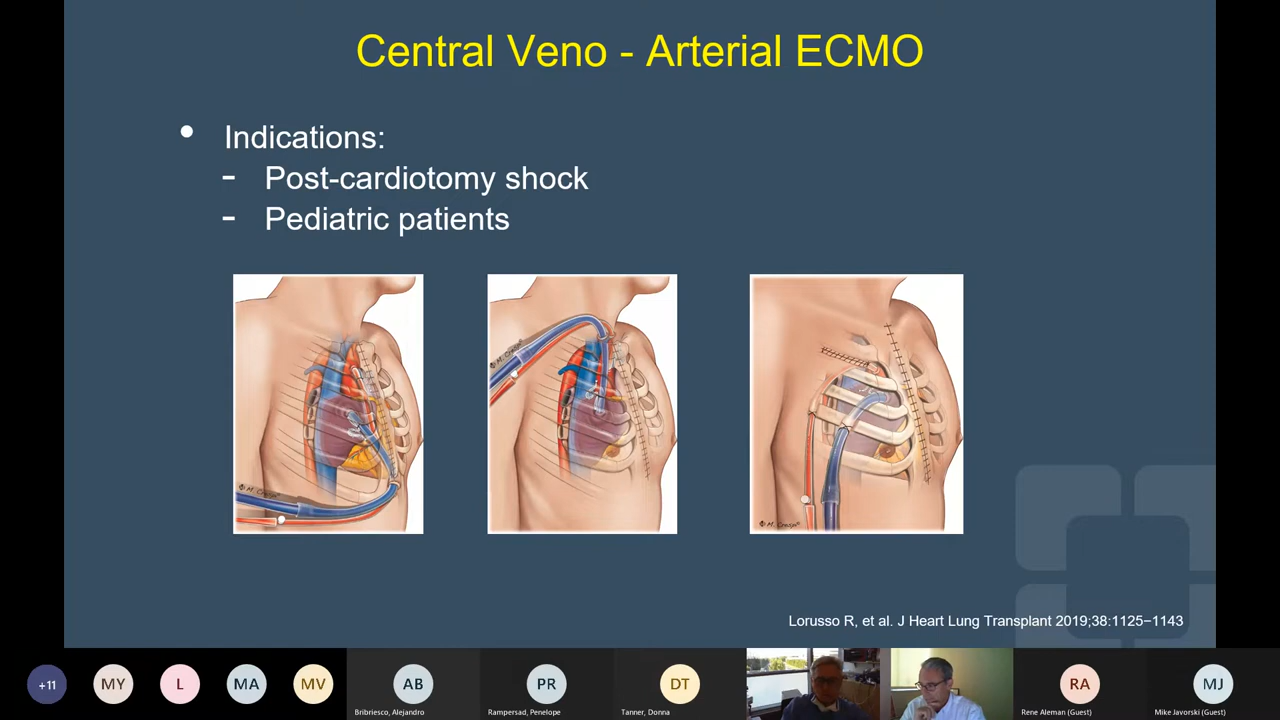 Central Veno - Arterial ECMO
• Indications:
- Post-cardiotomy shock
- Pediatric patients
Lorusso R, et al. J Heart Lung Transplant 2019;38:1125–1143
+11
MY
L
MA
MV
AB
PR
DT
RA
MJ
Bribriesco, Alejandro
Rampersad, Penelope
Tanner, Donna
Rene Aleman (Guest)
Mike Javorski (Guest)